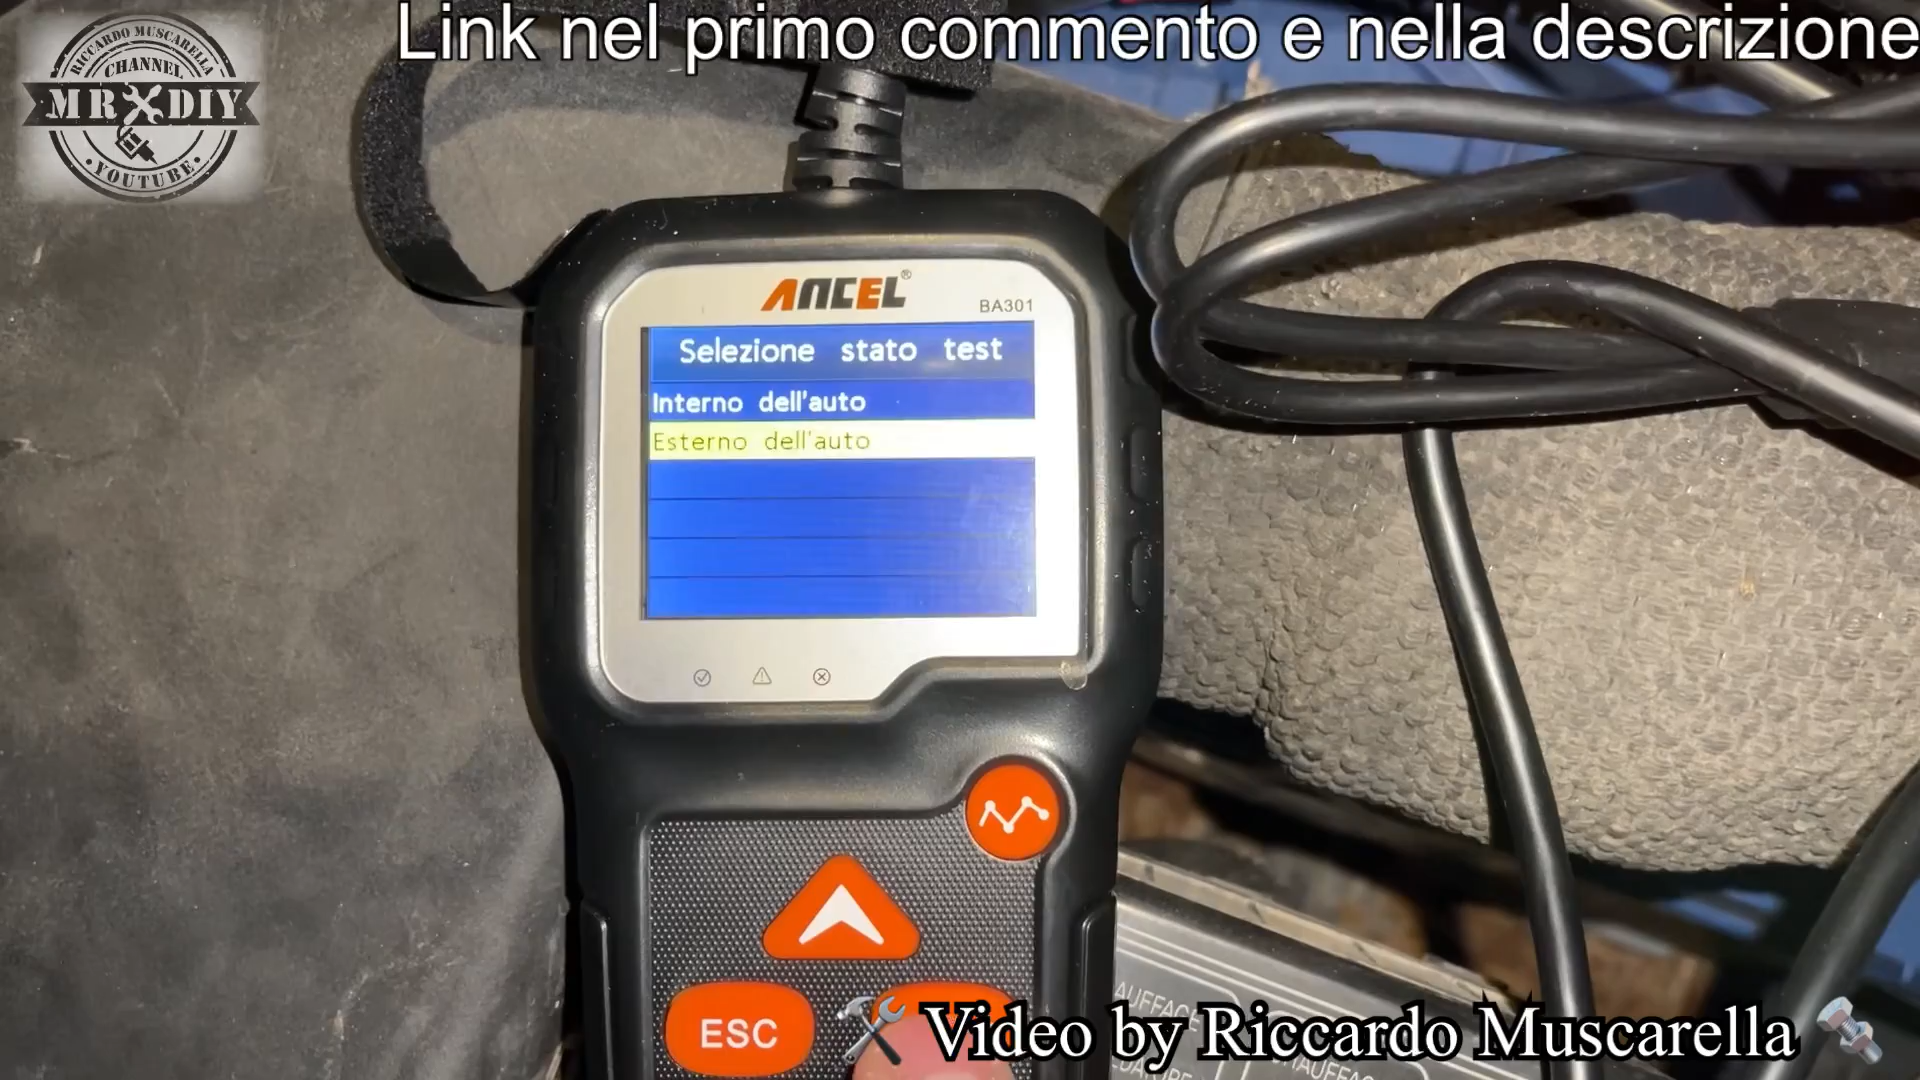 Link nel primo commento e nella descrizione
RICCARDO MUSCARELLA
CHANNEL
MR DIY
YOUTUBE
ANCEL®
BA301
Selezione stato test
Interno dell'auto
Esterno dell'auto
ESC
Video by Riccardo Muscarella